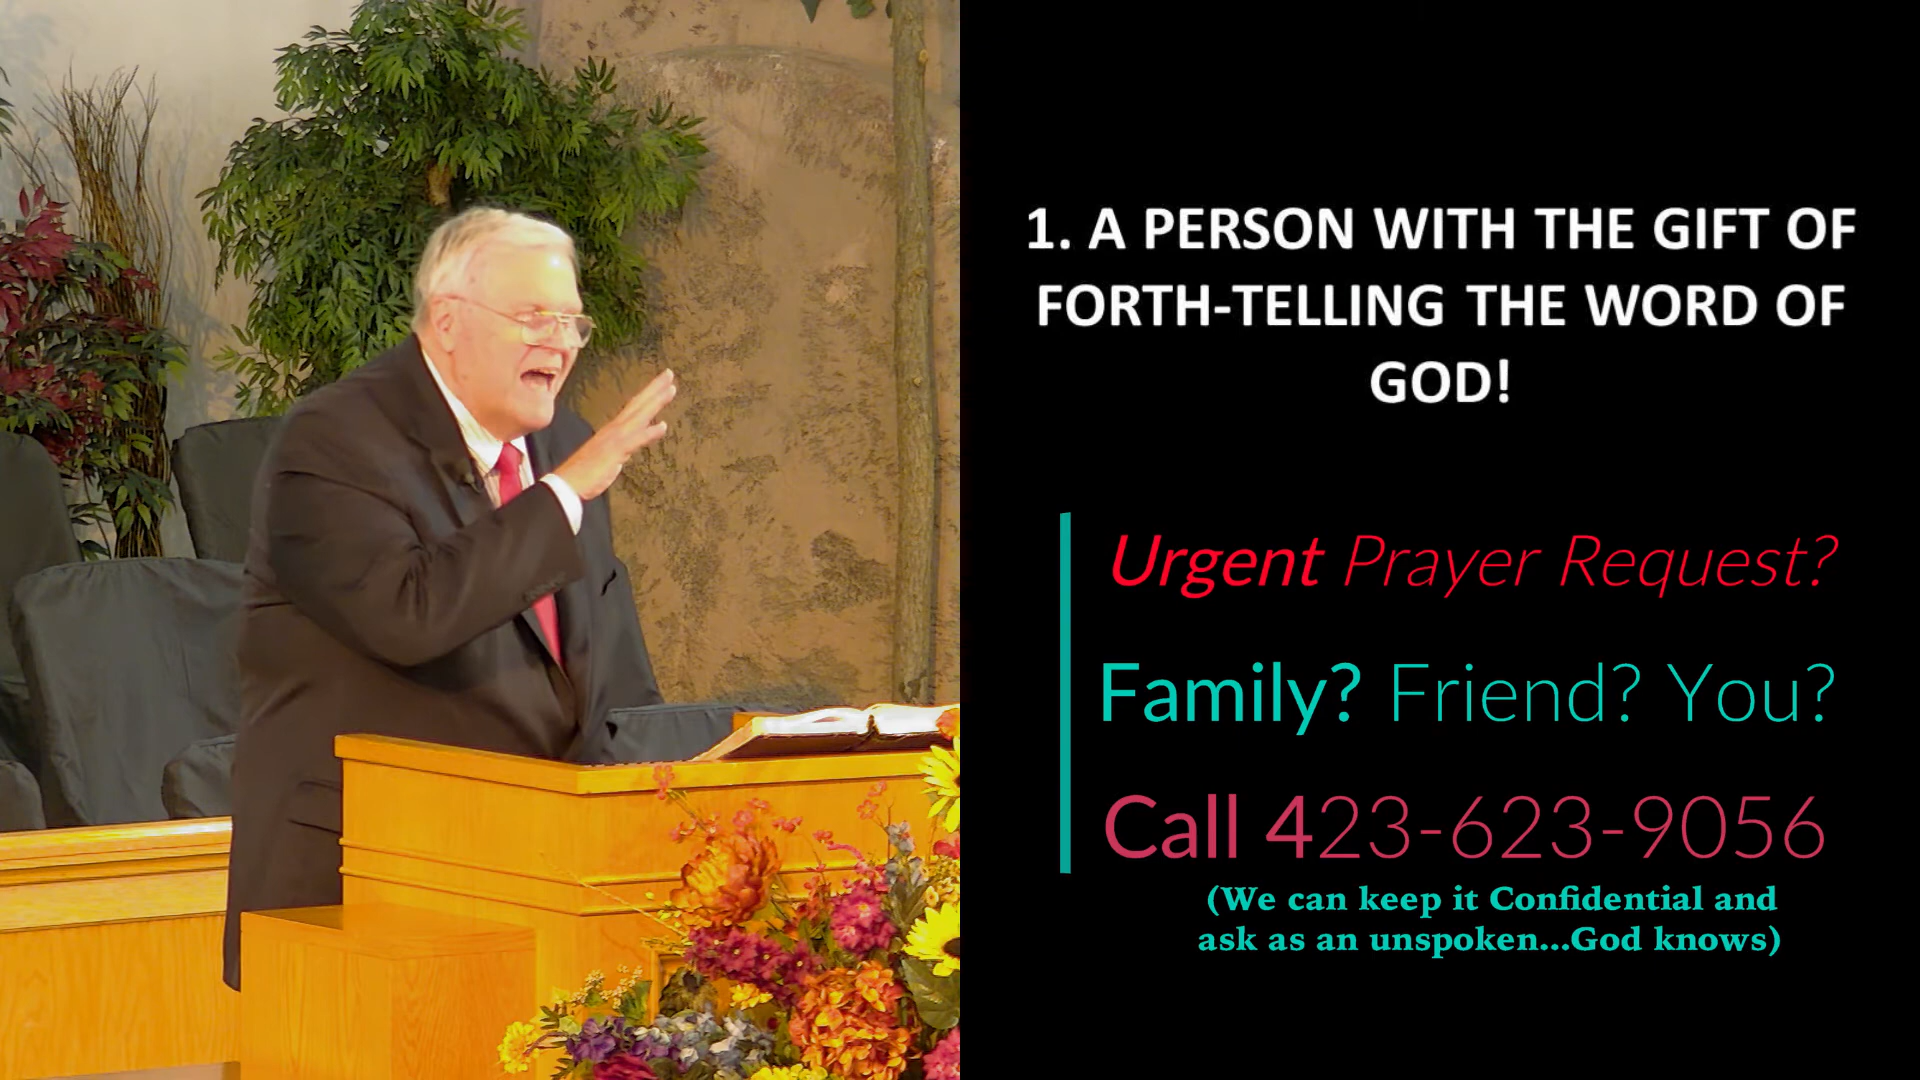 1. A PERSON WITH THE GIFT OF
FORTH-TELLING THE WORD OF
GOD!
Urgent Prayer Request?
Family? Friend? You?
Call 423-623-9056
(We can keep it Confidential and
ask as an unspoken...God knows)